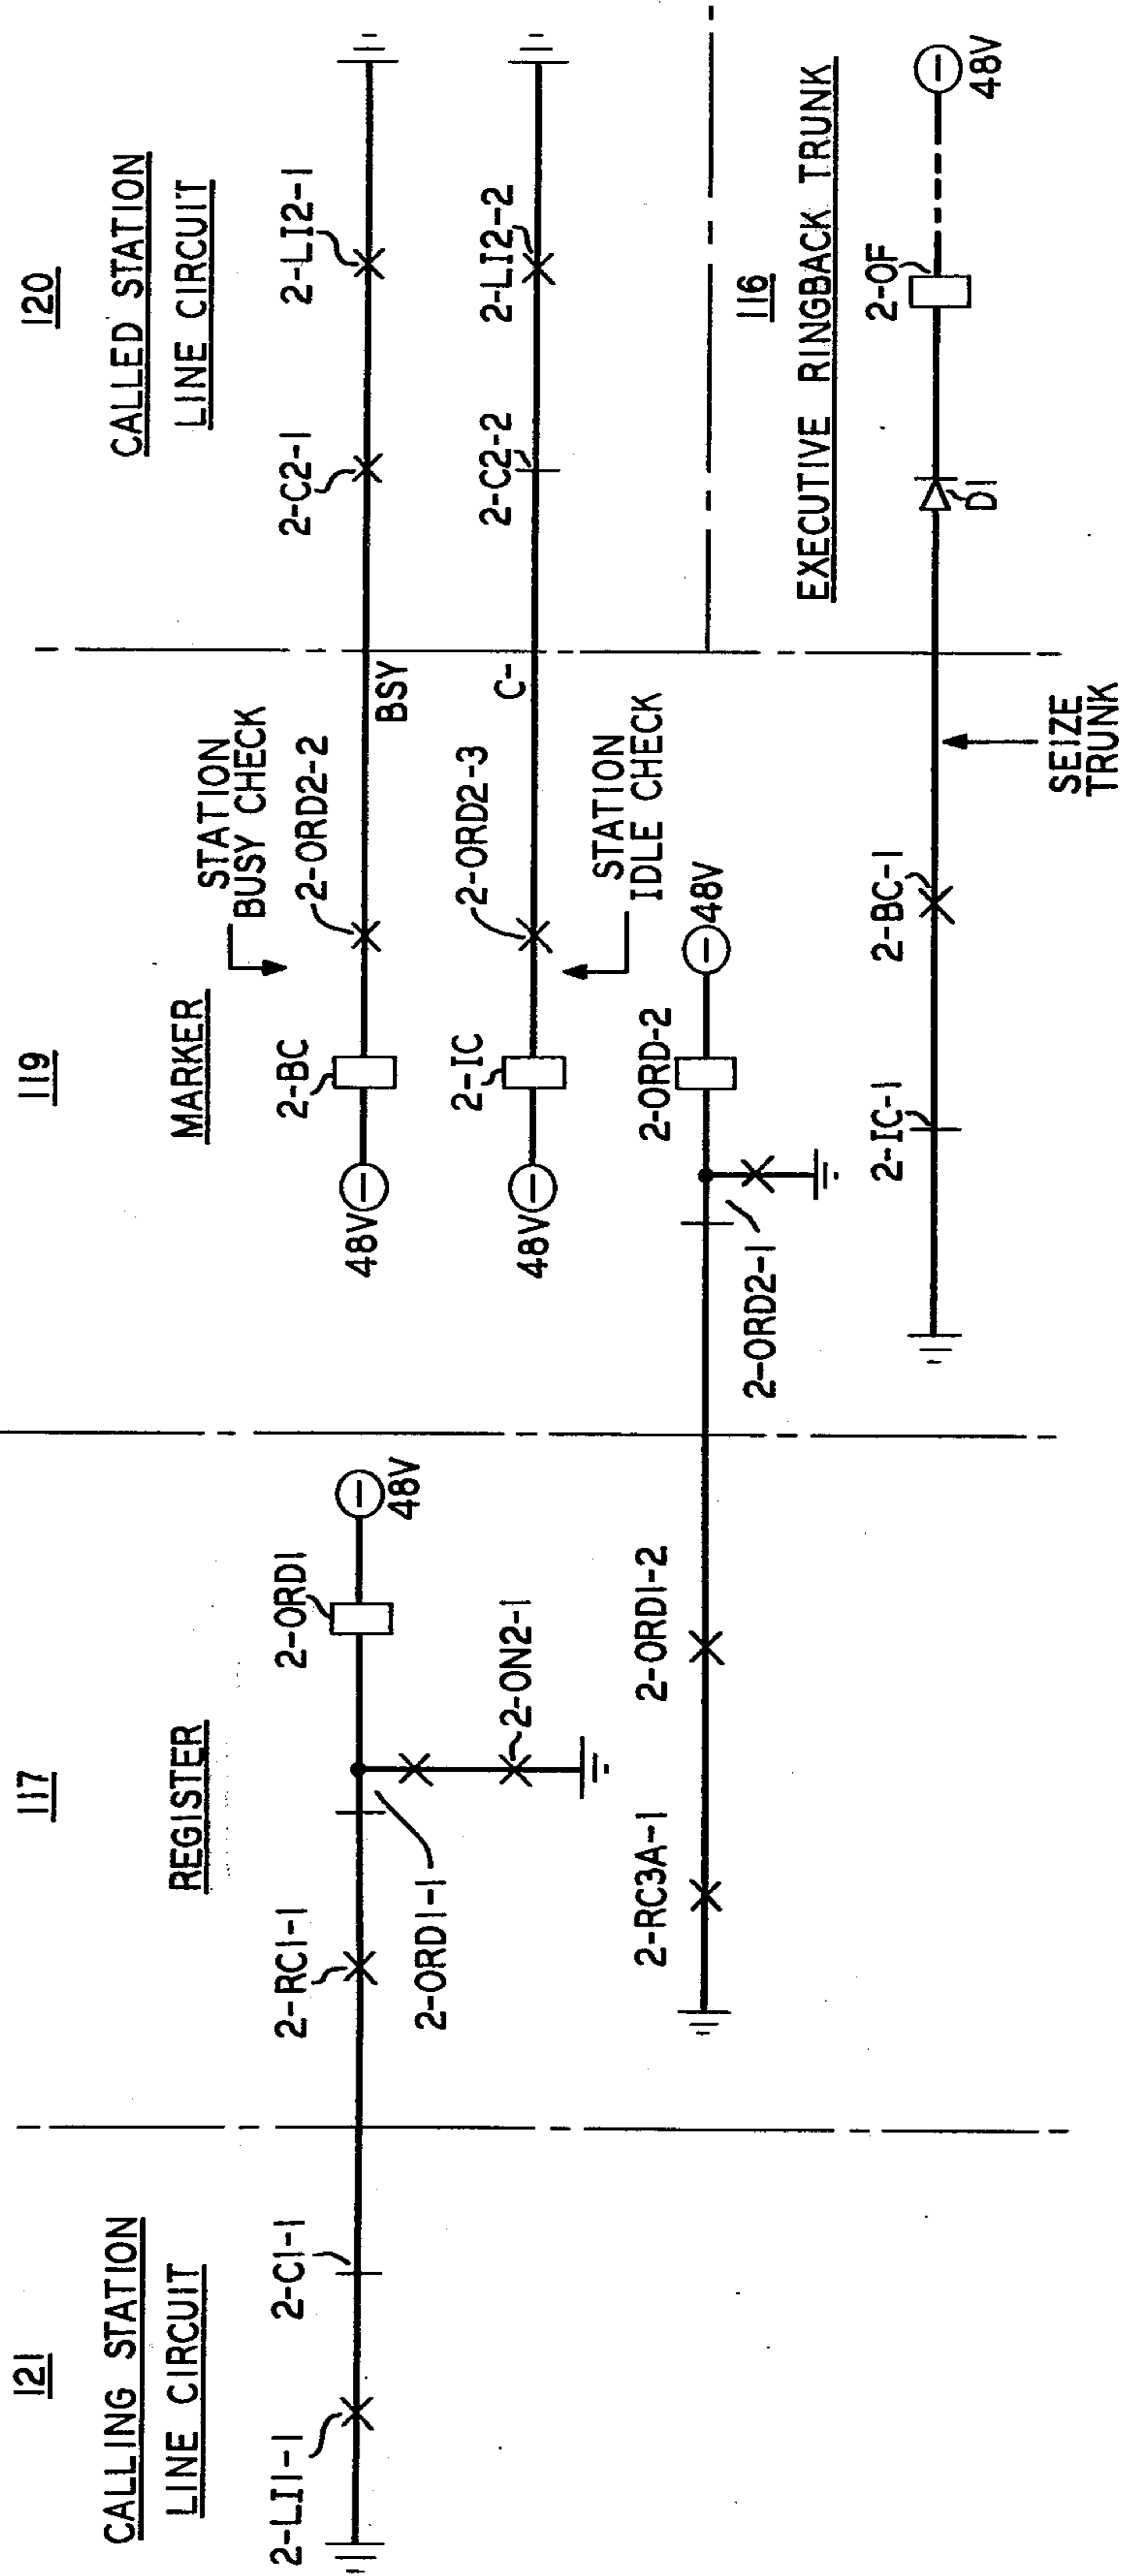 121
CALLING STATION
LINE CIRCUIT
2-LI1-1
2-C1-1
117
REGISTER
2-RC1-1
2-ORD1-1
2-ORD1
48V
2-ON2-1
2-RC3A-1
2-ORD1-2
119
MARKER
STATION
BUSY CHECK
48V
2-BC
2-ORD2-2
BSY
48V
2-IC
2-ORD2-3
C-
STATION
IDLE CHECK
2-ORD-2
48V
2-ORD2-1
2-IC-1
2-BC-1
SEIZE
TRUNK
120
CALLED STATION
LINE CIRCUIT
2-C2-1
2-LI2-1
2-C2-2
2-LI2-2
116
EXECUTIVE RINGBACK TRUNK
D1
2-OF
48V